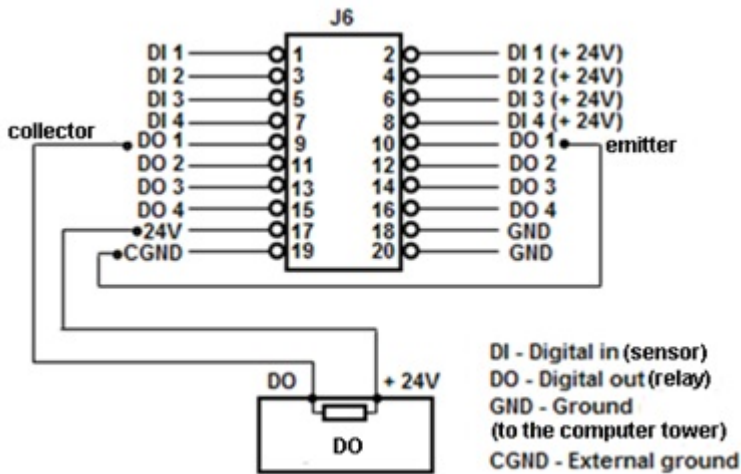 J6
DI 1 1 2 DI 1 (+ 24V)
DI 2 3 4 DI 2 (+ 24V)
DI 3 5 6 DI 3 (+ 24V)
DI 4 7 8 DI 4 (+ 24V)
collector DO 1 9 10 DO 1 emitter
DO 2 11 12 DO 2
DO 3 13 14 DO 3
DO 4 15 16 DO 4
24V 17 18 GND
CGND 19 20 GND
DO + 24V
DO
DI - Digital in (sensor)
DO - Digital out (relay)
GND - Ground
(to the computer tower)
CGND - External ground